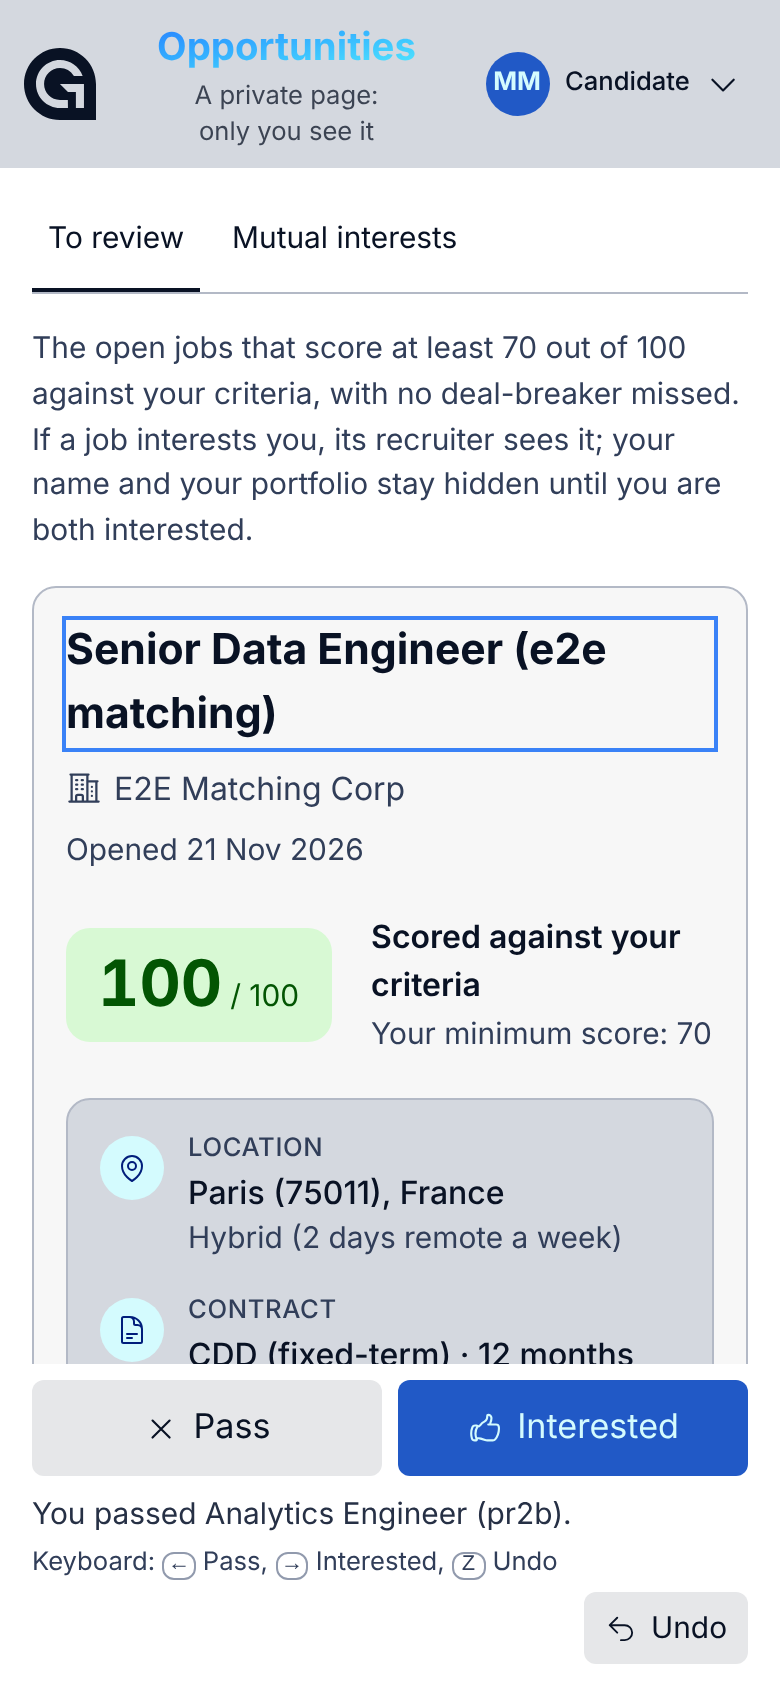 Opportunities
A private page:
only you see it
MM
Candidate
To review
Mutual interests
The open jobs that score at least 70 out of 100
against your criteria, with no deal-breaker missed.
If a job interests you, its recruiter sees it; your
name and your portfolio stay hidden until you are
both interested.
Senior Data Engineer (e2e
matching)
E2E Matching Corp
Opened 21 Nov 2026
100 / 100
Scored against your
criteria
Your minimum score: 70
LOCATION
Paris (75011), France
Hybrid (2 days remote a week)
CONTRACT
CDD (fixed-term) · 12 months
Pass
Interested
You passed Analytics Engineer (pr2b).
Keyboard: ← Pass, → Interested, Z Undo
Undo